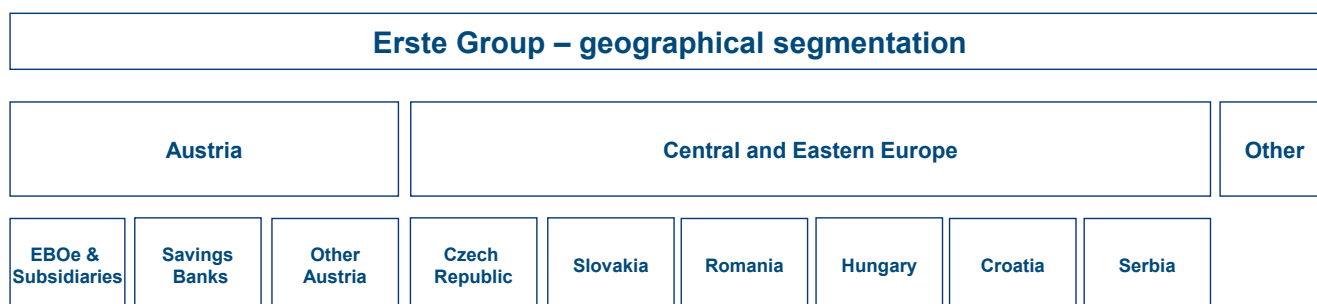 Erste Group – geographical segmentation
Austria
Central and Eastern Europe
Other
EBOe &
Subsidiaries
Savings
Banks
Other
Austria
Czech
Republic
Slovakia
Romania
Hungary
Croatia
Serbia